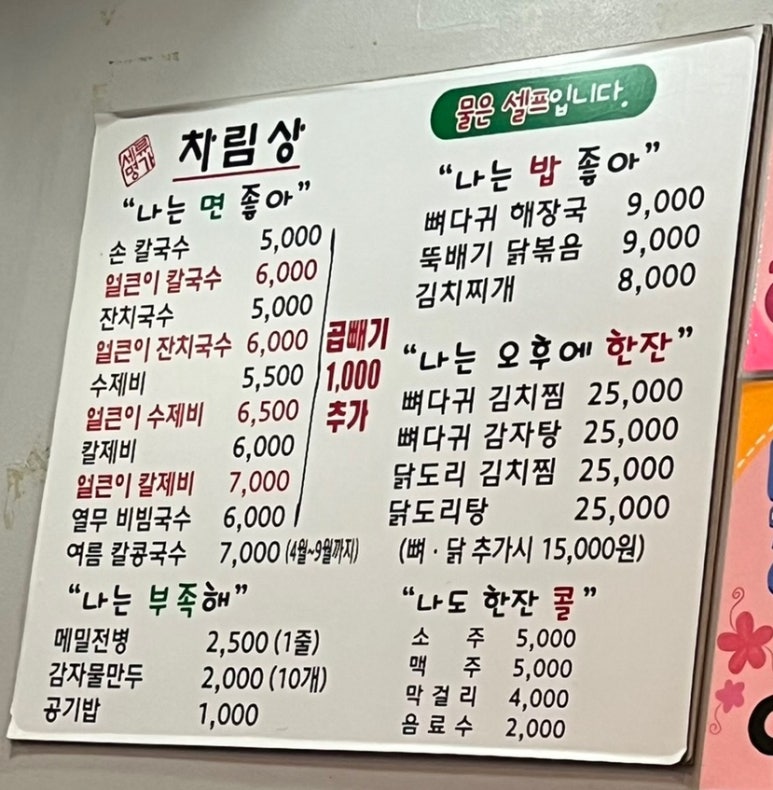 세류
명가
차림상
"나는 면 좋아"
손 칼국수 5,000
얼큰이 칼국수 6,000
잔치국수 5,000
얼큰이 잔치국수 6,000
수제비 5,500
얼큰이 수제비 6,500
칼제비 6,000
얼큰이 칼제비 7,000
열무 비빔국수 6,000
곱빼기
1,000
추가
여름 칼콩국수 7,000 (4월~9월까지)
"나는 부족해"
메밀전병 2,500 (1줄)
감자물만두 2,000 (10개)
공기밥 1,000
물은 셀프입니다.
"나는 밥 좋아"
뼈다귀 해장국 9,000
뚝배기 닭볶음 9,000
김치찌개 8,000
"나는 오후에 한잔"
뼈다귀 김치찜 25,000
뼈다귀 감자탕 25,000
닭도리 김치찜 25,000
닭도리탕 25,000
(뼈 · 닭 추가시 15,000원)
"나도 한잔 콜"
소 주 5,000
맥 주 5,000
막걸리 4,000
음료수 2,000